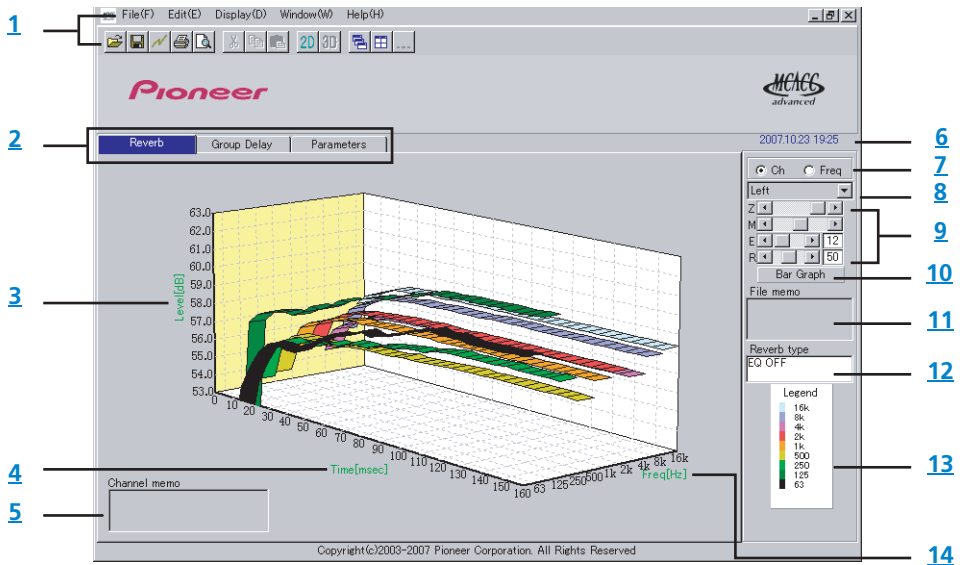 1
File(F) Edit(E) Display(D) Window(W) Help(H)
2D 3D
Pioneer
MCACC
advanced
2
Reverb Group Delay Parameters
2007.10.23 19:25
6
Ch Freq
7
Left
8
Z
M
E 12
R 50
9
Bar Graph
10
File memo
11
Reverb type
EQ OFF
12
Legend
16k
8k
4k
2k
1k
500
250
125
63
13
3
Level[dB]
63.0
62.0
61.0
60.0
59.0
58.0
57.0
56.0
55.0
54.0
53.0
0 10 20 30 40 50 60 70 80 90 100 110 120 130 140 150 160
Time[msec]
4
63 125 250 500 1k 2k 4k 8k 16k
Freq[Hz]
14
Channel memo
5
Copyright(c)2003-2007 Pioneer Corporation. All Rights Reserved